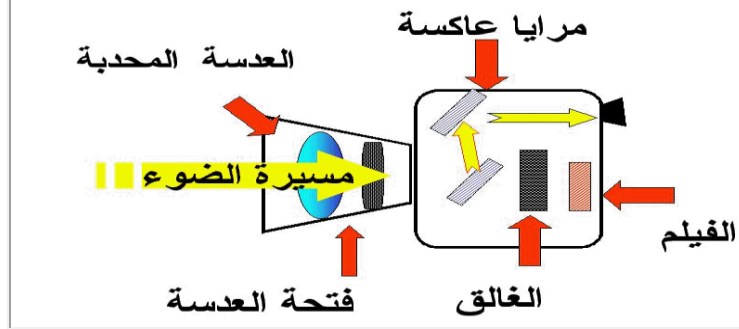 مرايا عاكسة
العدسة المحدبة
مسيرة الضوء
الفيلم
فتحة العدسة
الغالق